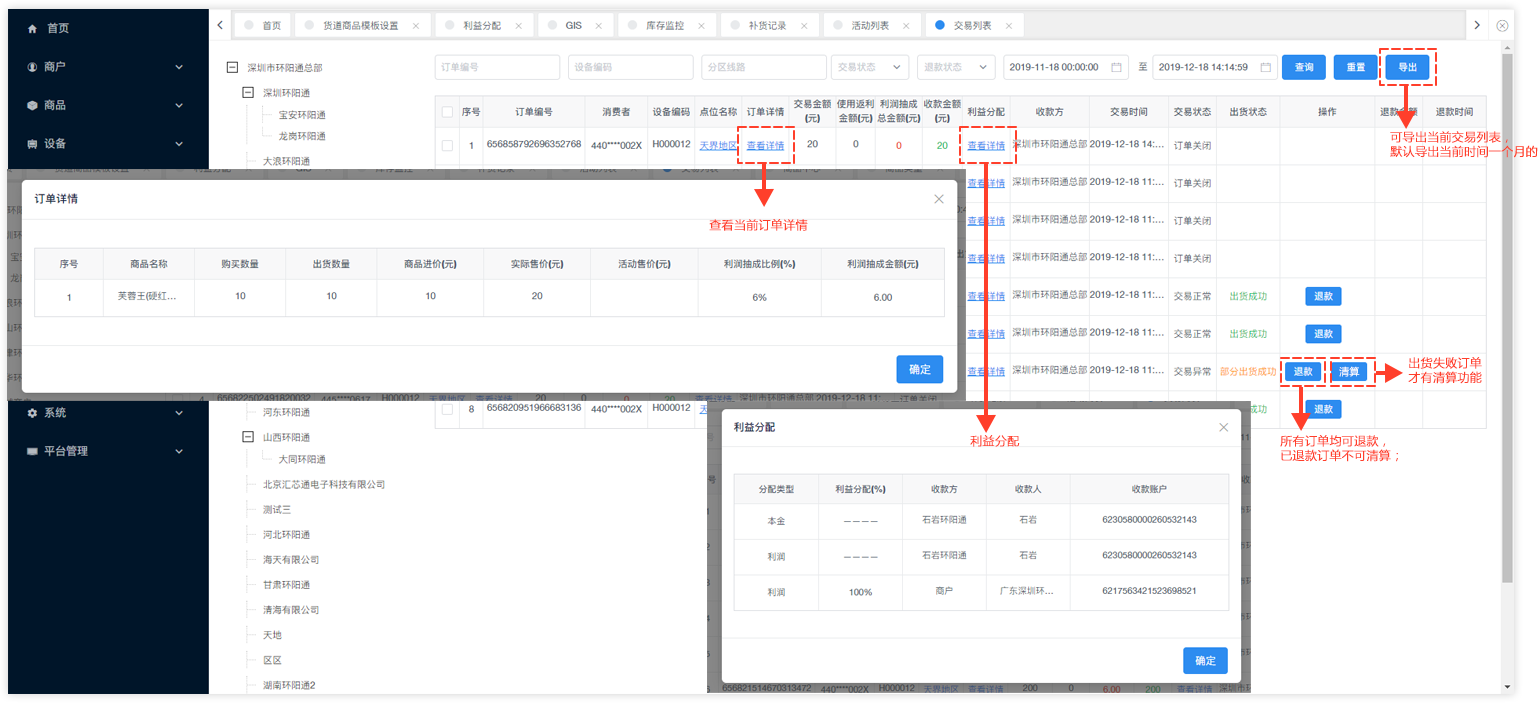 首页
商户
商品
设备
系统
平台管理
首页
货道商品模板设置
利益分配
GIS
库存监控
补货记录
活动列表
交易列表
深圳市环阳通总部
深圳环阳通
宝安环阳通
龙岗环阳通
大浪环阳通
河东环阳通
山西环阳通
大同环阳通
北京汇芯通电子科技有限公司
测试三
河北环阳通
海天有限公司
甘肃环阳通
清海有限公司
天地
区区
湖南环阳通2
订单编号 设备编码 分区线路 交易状态 退款状态 2019-11-18 00:00:00 至 2019-12-18 14:14:59 查询 重置 导出
序号 订单编号 消费者 设备编码 点位名称 订单详情 交易金额(元) 使用返利金额(元) 利润抽成总金额(元) 收款金额(元) 利益分配 收款方 交易时间 交易状态 出货状态 操作 退款金额 退款时间
1 656858792696352768 440****002X H000012 天界地区 查看详情 20 0 0 20 查看详情 深圳市环阳通总部 2019-12-18 14:... 订单关闭
查看详情 深圳市环阳通总部 2019-12-18 11:... 订单关闭
查看详情 深圳市环阳通总部 2019-12-18 11:... 订单关闭
查看详情 深圳市环阳通总部 2019-12-18 11:... 订单关闭
查看详情 深圳市环阳通总部 2019-12-18 11:... 交易正常 出货成功 退款
查看详情 深圳市环阳通总部 2019-12-18 11:... 交易正常 出货成功 退款
查看详情 深圳市环阳通总部 2019-12-18 11:... 交易异常 部分出货成功 退款 清算
8 656820951966683136 440****002X H000012 退款
可导出当前交易列表，
默认导出当前时间一个月的
查看当前订单详情
出货失败订单
才有清算功能
所有订单均可退款，
已退款订单不可清算；
利益分配
订单详情
序号 商品名称 购买数量 出货数量 商品进价(元) 实际售价(元) 活动售价(元) 利润抽成比例(%) 利润抽成金额(元)
1 芙蓉王(硬红... 10 10 10 20 6% 6.00
确定
利益分配
分配类型 利益分配(%) 收款方 收款人 收款账户
本金 ———— 石岩环阳通 石岩 6230580000260532143
利润 ———— 石岩环阳通 石岩 6230580000260532143
利润 100% 商户 广东深圳环... 6217563421523698521
确定
656821514670313472 440****002X H000012 天界地区 查看详情 200 0 6.00 200 查看详情 深圳市环